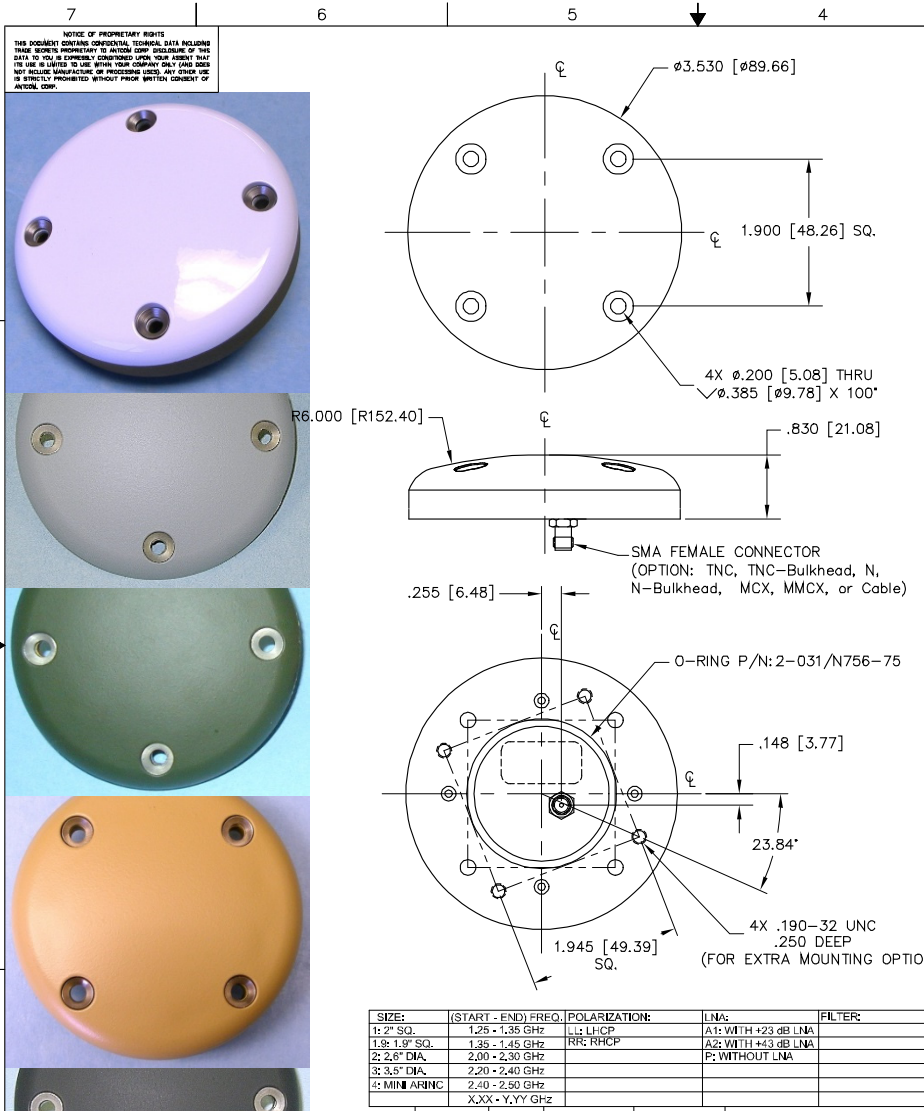 7 6 5 4
NOTICE OF PROPRIETARY RIGHTS
THIS DOCUMENT CONTAINS CONFIDENTIAL TECHNICAL DATA INCLUDING
TRADE SECRETS PROPRIETARY TO ANTCOM CORP. DISCLOSURE OF THIS
DATA TO YOU IS EXPRESSLY CONDITIONED UPON YOUR ASSENT THAT
ITS USE IS LIMITED TO USE WITHIN YOUR COMPANY ONLY (AND DOES
NOT INCLUDE MANUFACTURE OR PROCESSING USES). ANY OTHER USE
IS STRICTLY PROHIBITED WITHOUT PRIOR WRITTEN CONSENT OF
ANTCOM, CORP.
℄
ø3.530 [ø89.66]
℄
1.900 [48.26] SQ.
4X ø.200 [5.08] THRU
⌵ø.385 [ø9.78] X 100°
R6.000 [R152.40]
℄
.830 [21.08]
SMA FEMALE CONNECTOR
(OPTION: TNC, TNC-Bulkhead, N,
N-Bulkhead, MCX, MMCX, or Cable)
.255 [6.48]
℄
O-RING P/N: 2-031/N756-75
.148 [3.77]
℄
23.84°
4X .190-32 UNC
.250 DEEP
(FOR EXTRA MOUNTING OPTIO
1.945 [49.39]
SQ.
SIZE: (START - END) FREQ. POLARIZATION: LNA: FILTER:
1: 2" SQ. 1.25 - 1.35 GHz LL: LHCP A1: WITH +23 dB LNA
1.9: 1.9" SQ. 1.35 - 1.45 GHz RR: RHCP A2: WITH +43 dB LNA
2: 2.6" DIA. 2.00 - 2.30 GHz P: WITHOUT LNA
3: 3.5" DIA. 2.20 - 2.40 GHz
4: MINI ARINC 2.40 - 2.50 GHz
X.XX - Y.YY GHz